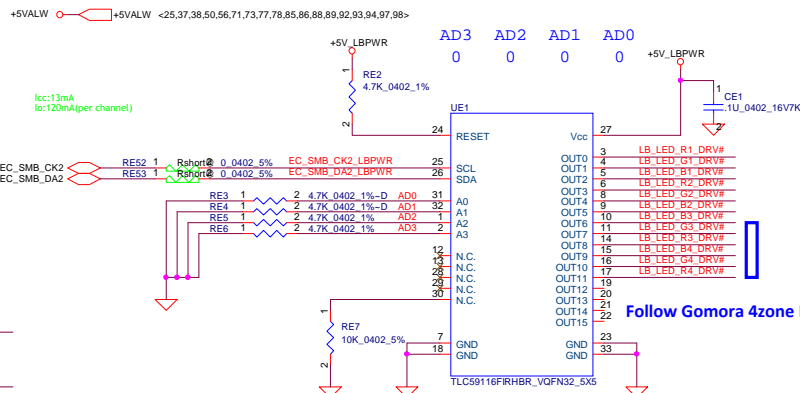 +5VALW +5VALW <25,37,38,50,56,71,73,77,78,85,86,88,89,92,93,94,97,98>
AD3 AD2 AD1 AD0
0 0 0 0
+5V_LBPWR
+5V_LBPWR
1
RE2
4.7K_0402_1%
2
Icc:13mA
Io:120mA(per channel)
1
CE1
.1U_0402_16V7K
2
UE1
24 RESET
Vcc 27
EC_SMB_CK2 RE52 1 Rshort@ 2 0_0402_5% EC_SMB_CK2_LBPWR 25 SCL
EC_SMB_DA2 RE53 1 Rshort@ 2 0_0402_5% EC_SMB_DA2_LBPWR 26 SDA
RE3 1 2 4.7K_0402_1%~D AD0 31 A0
RE4 1 2 4.7K_0402_1%~D AD1 32 A1
RE5 1 2 4.7K_0402_1% AD2 1 A2
RE6 1 2 4.7K_0402_1% AD3 2 A3
12 N.C.
13 N.C.
28 N.C.
29 N.C.
30 N.C.
OUT0 3 LB_LED_R1_DRV#
OUT1 4 LB_LED_G1_DRV#
OUT2 5 LB_LED_B1_DRV#
OUT3 6 LB_LED_R2_DRV#
OUT4 8 LB_LED_G2_DRV#
OUT5 9 LB_LED_B2_DRV#
OUT6 10 LB_LED_B3_DRV#
OUT7 11 LB_LED_G3_DRV#
OUT8 14 LB_LED_R3_DRV#
OUT9 15 LB_LED_B4_DRV#
OUT10 16 LB_LED_G4_DRV#
OUT11 17 LB_LED_R4_DRV#
OUT12 19
OUT13 20
OUT14 21
OUT15 22
Follow Gomora 4zone
1
RE7
10K_0402_5%
2
7 GND
18 GND
GND 23
GND 33
TLC59116FIRHBR_VQFN32_5X5